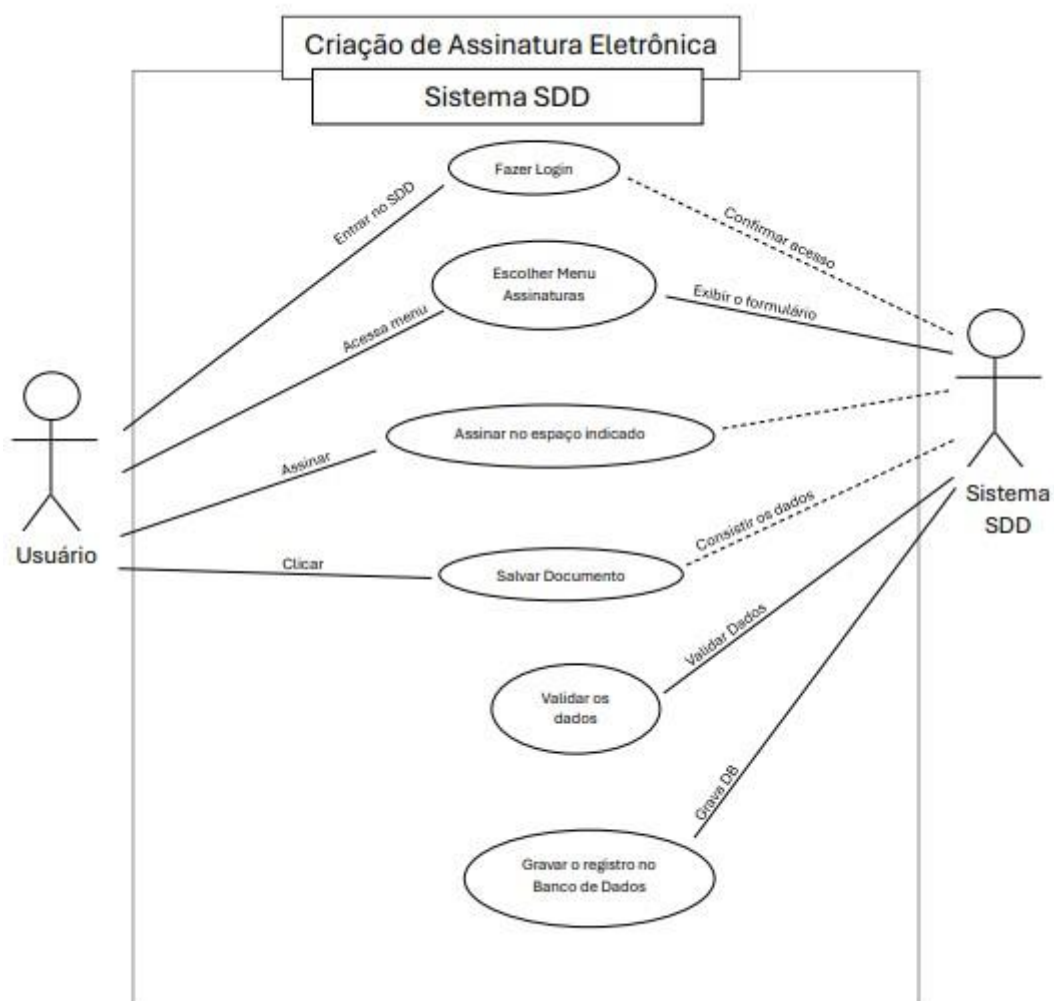 Criação de Assinatura Eletrônica
Sistema SDD
Fazer Login
Entrar no SDD
Confirmar acesso
Escolher Menu
Assinaturas
Acessa menu
Exibir o formulário
Assinar no espaço indicado
Assinar
Usuário
Sistema
SDD
Clicar
Salvar Documento
Consistir os dados
Validar os
dados
Validar Dados
Grava DB
Gravar o registro no
Banco de Dados